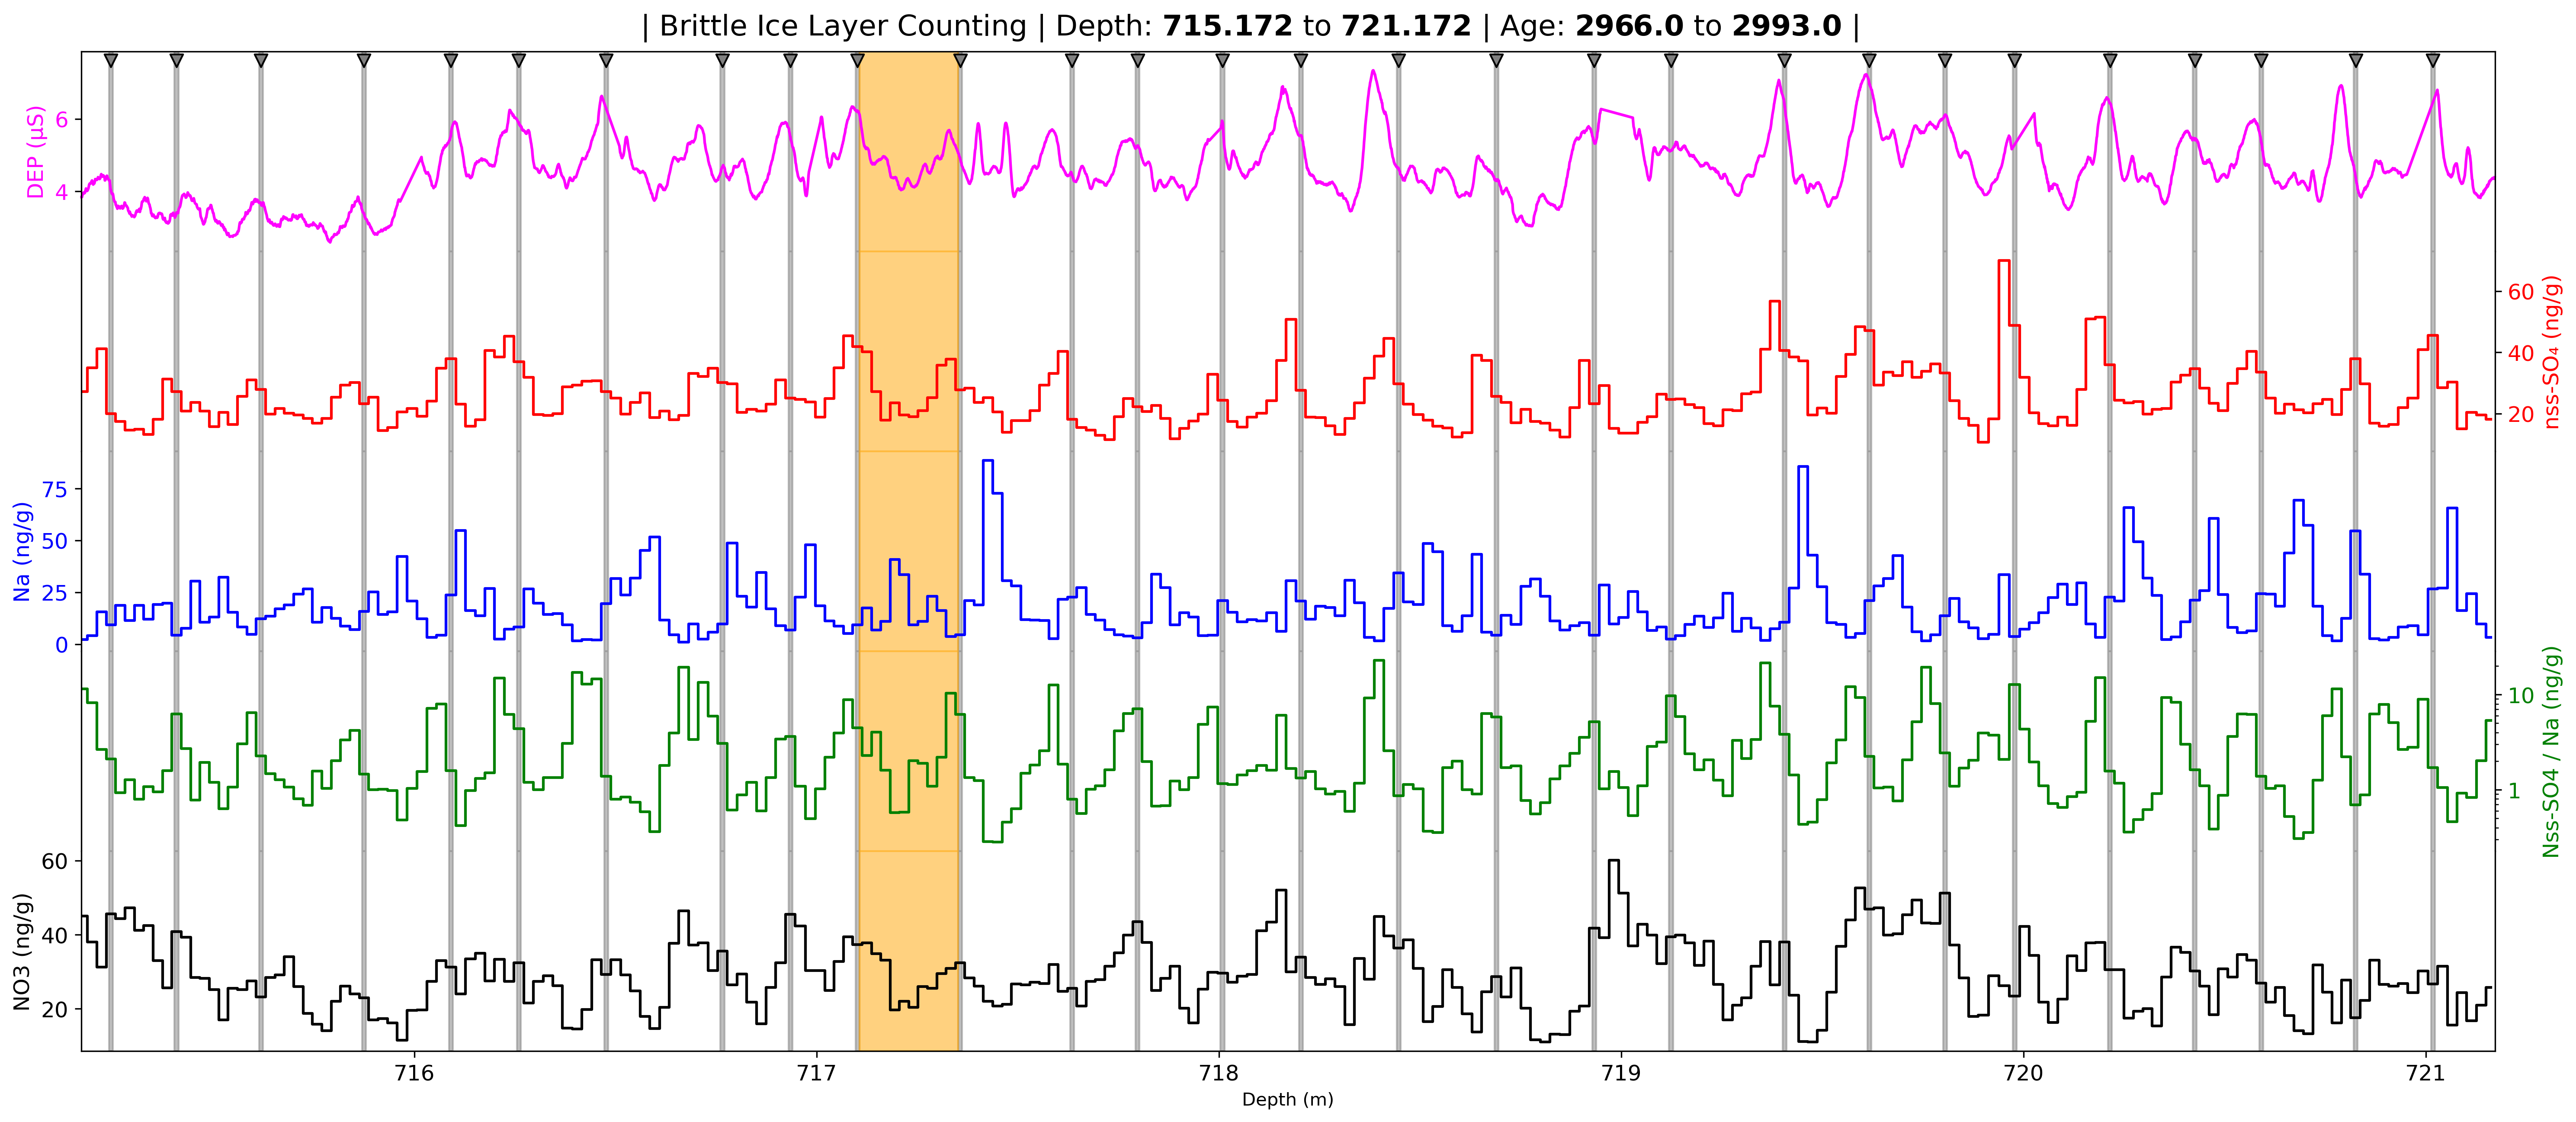 | Brittle Ice Layer Counting | Depth: 715.172 to 721.172 | Age: 2966.0 to 2993.0 |
DEP (µS)
6
4
60
40
20
nss-SO₄ (ng/g)
Na (ng/g)
75
50
25
0
10
1
Nss-SO4 / Na (ng/g)
NO3 (ng/g)
60
40
20
716
717
718
719
720
721
Depth (m)